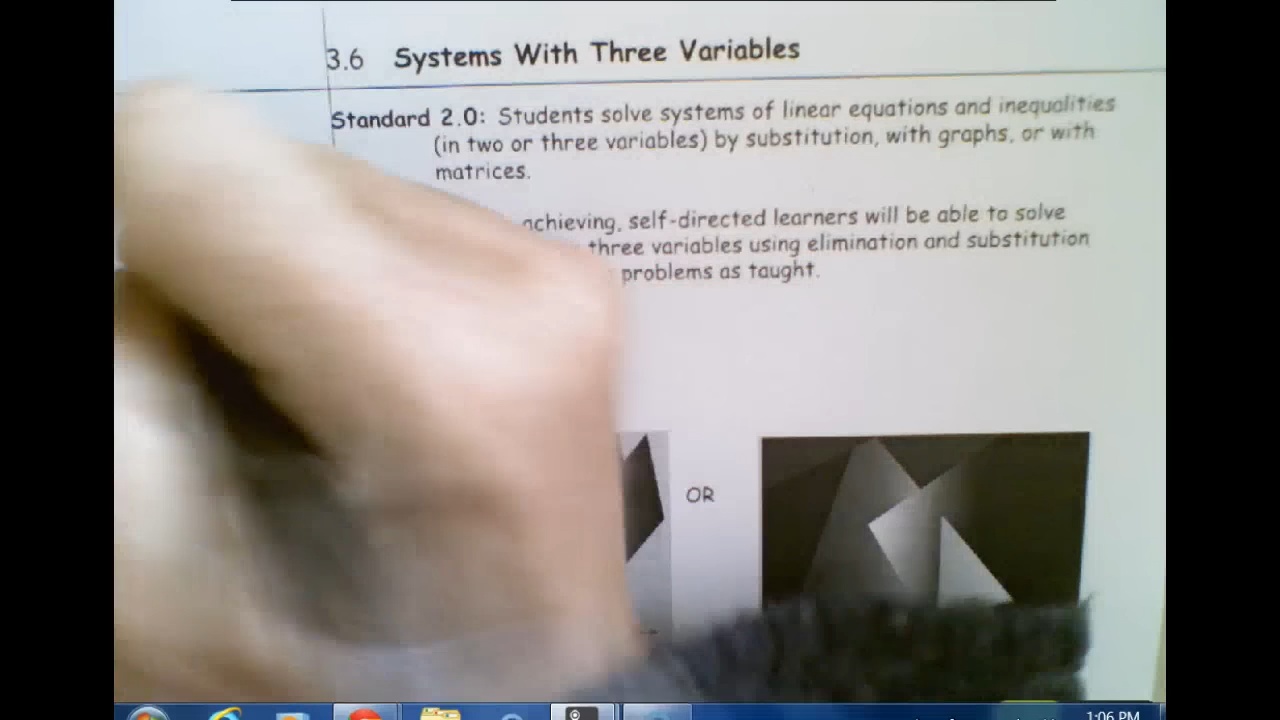 3.6 Systems With Three Variables
Standard 2.0: Students solve systems of linear equations and inequalities
(in two or three variables) by substitution, with graphs, or with
matrices.
achieving, self-directed learners will be able to solve
three variables using elimination and substitution
problems as taught.
OR
1:06 PM